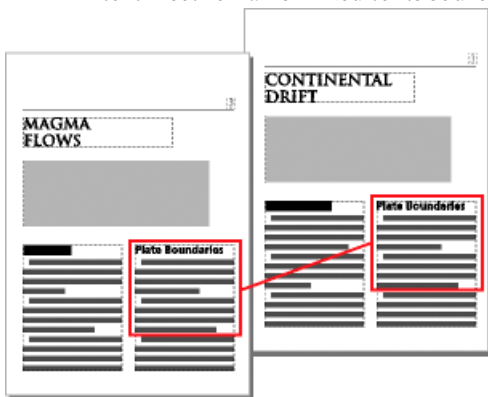 CONTINENTAL
DRIFT
Plate Boundaries
MAGMA
FLOWS
Plate Boundaries